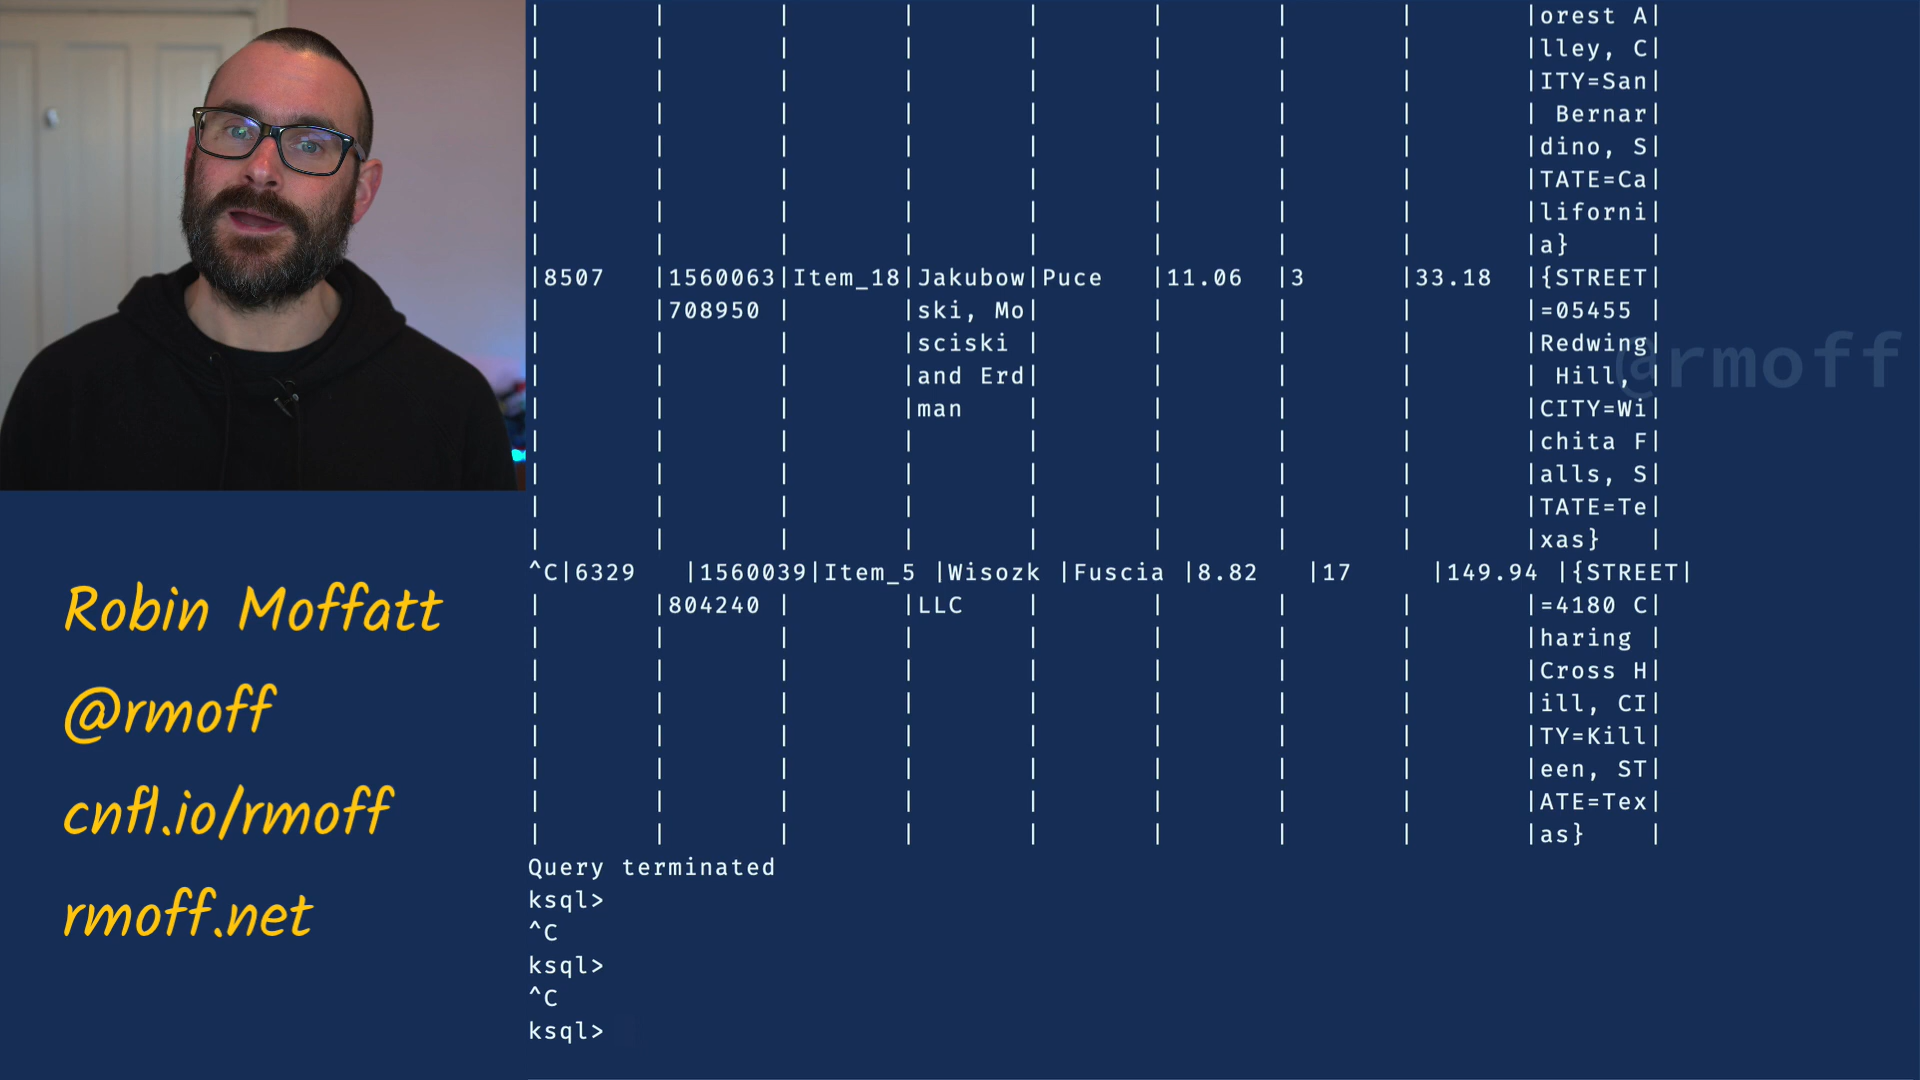 Robin Moffatt
@rmoff
cnfl.io/rmoff
rmoff.net
@rmoff
| | | | | | | | |orest A|
| | | | | | | | |lley, C|
| | | | | | | | |ITY=San|
| | | | | | | | | Bernar|
| | | | | | | | |dino, S|
| | | | | | | | |TATE=Ca|
| | | | | | | | |liforni|
| | | | | | | | |a} |
|8507 |1560063|Item_18|Jakubow|Puce |11.06 |3 |33.18 |{STREET|
| |708950 | |ski, Mo| | | | |=05455 |
| | | |sciski | | | | |Redwing|
| | | |and Erd| | | | | Hill, |
| | | |man | | | | |CITY=Wi|
| | | | | | | | |chita F|
| | | | | | | | |alls, S|
| | | | | | | | |TATE=Te|
| | | | | | | | |xas} |
^C|6329 |1560039|Item_5 |Wisozk |Fuscia |8.82 |17 |149.94 |{STREET|
| |804240 | |LLC | | | | |=4180 C|
| | | | | | | | |haring |
| | | | | | | | |Cross H|
| | | | | | | | |ill, CI|
| | | | | | | | |TY=Kill|
| | | | | | | | |een, ST|
| | | | | | | | |ATE=Tex|
| | | | | | | | |as} |
Query terminated
ksql>
^C
ksql>
^C
ksql>